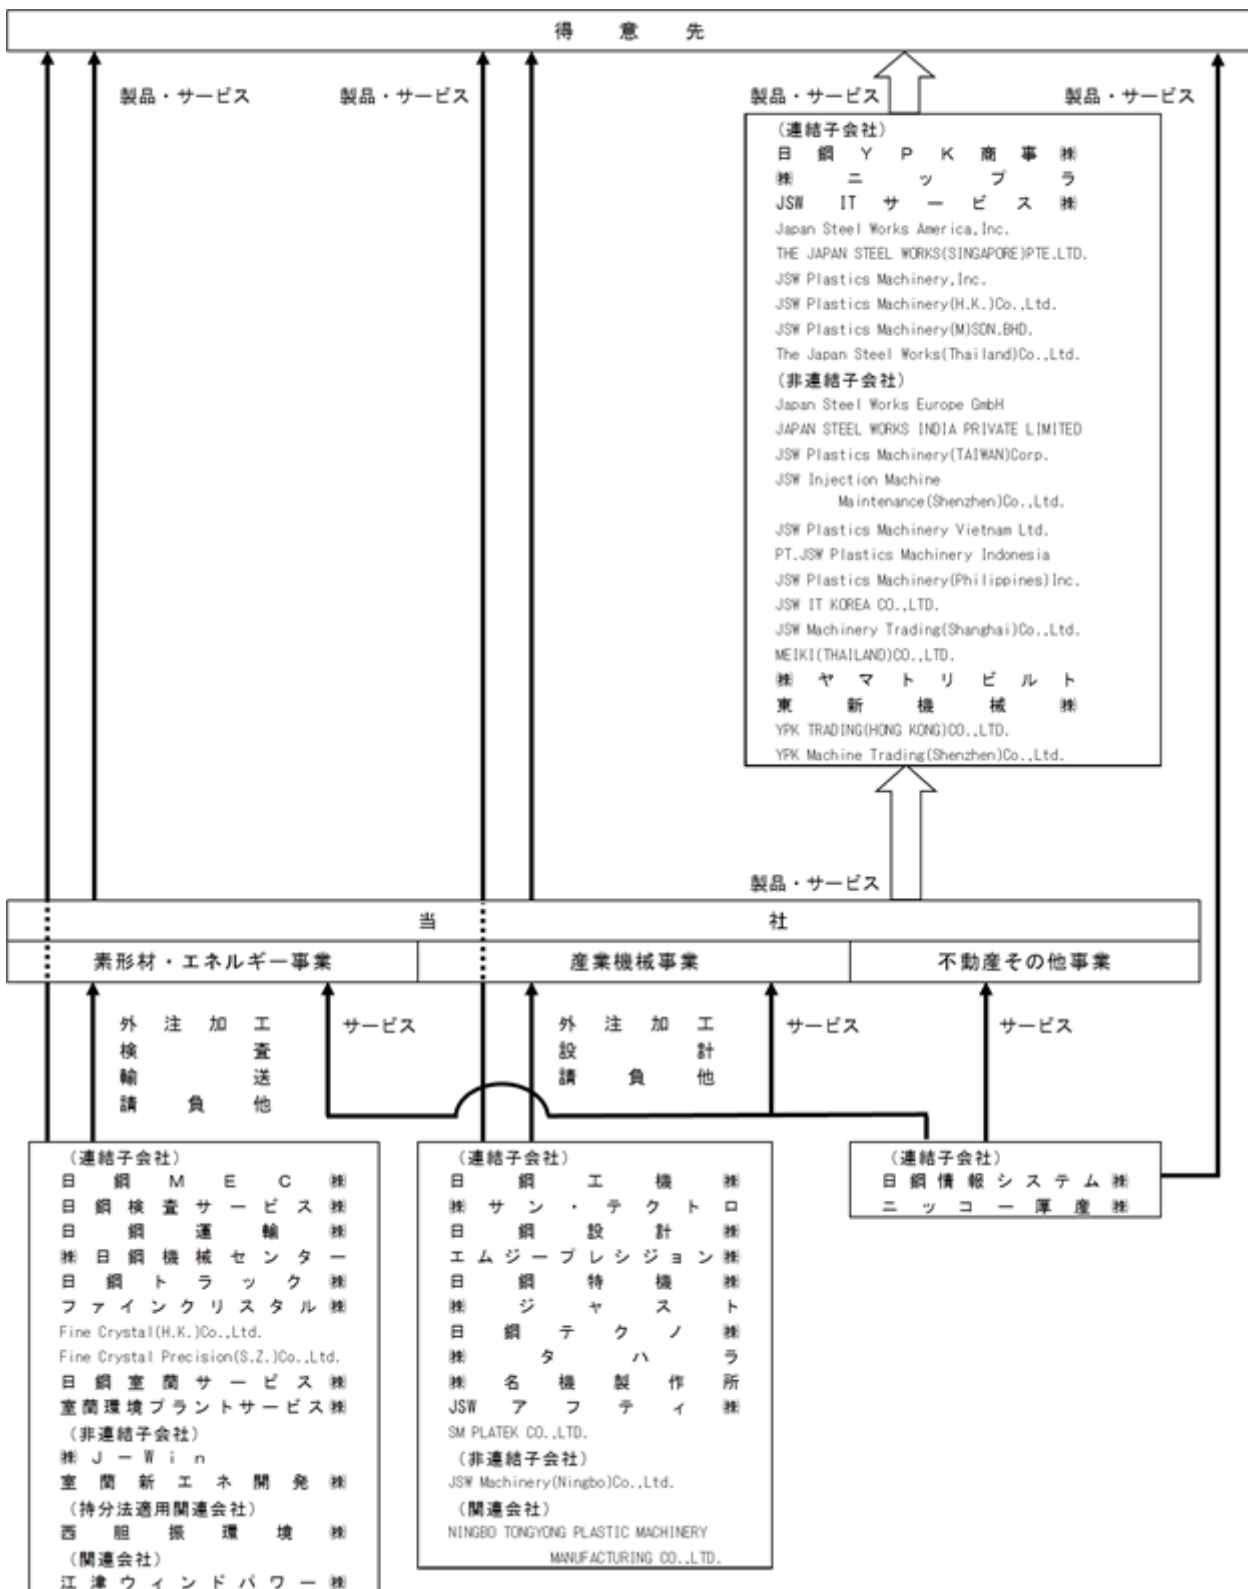 得意先
製品・サービス
製品・サービス
製品・サービス
製品・サービス
（連結子会社）
日鋼ＹＰＫ商事㈱
㈱ニップラ
JSW ITサービス㈱
Japan Steel Works America,Inc.
THE JAPAN STEEL WORKS(SINGAPORE)PTE.LTD.
JSW Plastics Machinery,Inc.
JSW Plastics Machinery(H.K.)Co.,Ltd.
JSW Plastics Machinery(M)SDN.BHD.
The Japan Steel Works(Thailand)Co.,Ltd.
（非連結子会社）
Japan Steel Works Europe GmbH
JAPAN STEEL WORKS INDIA PRIVATE LIMITED
JSW Plastics Machinery(TAIWAN)Corp.
JSW Injection Machine
Maintenance(Shenzhen)Co.,Ltd.
JSW Plastics Machinery Vietnam Ltd.
PT.JSW Plastics Machinery Indonesia
JSW Plastics Machinery(Philippines)Inc.
JSW IT KOREA CO.,LTD.
JSW Machinery Trading(Shanghai)Co.,Ltd.
MEIKI(THAILAND)CO.,LTD.
㈱ヤマトリビルト
東新機械㈱
YPK TRADING(HONG KONG)CO.,LTD.
YPK Machine Trading(Shenzhen)Co.,Ltd.
製品・サービス
当社
素形材・エネルギー事業
産業機械事業
不動産その他事業
外注加工
検査
輸送
請負他
サービス
外注加工
設計
請負他
サービス
サービス
（連結子会社）
日鋼ＭＥＣ㈱
日鋼検査サービス㈱
日鋼運輸㈱
㈱日鋼機械センター
日鋼トラック㈱
ファインクリスタル㈱
Fine Crystal(H.K.)Co.,Ltd.
Fine Crystal Precision(S.Z.)Co.,Ltd.
日鋼室蘭サービス㈱
室蘭環境プラントサービス㈱
（非連結子会社）
㈱Ｊ－Ｗｉｎ
室蘭新エネ開発㈱
（持分法適用関連会社）
西胆振環境㈱
（関連会社）
江津ウィンドパワー㈱
（連結子会社）
日鋼工機㈱
㈱サン・テクトロ
日鋼設計㈱
エムジープレシジョン㈱
日鋼特機㈱
㈱ジャスト
日鋼テクノ㈱
㈱タハラ
㈱名機製作所
JSWアフティ㈱
SM PLATEK CO.,LTD.
（非連結子会社）
JSW Machinery(Ningbo)Co.,Ltd.
（関連会社）
NINGBO TONGYONG PLASTIC MACHINERY
MANUFACTURING CO.,LTD.
（連結子会社）
日鋼情報システム㈱
ニッコー厚産㈱